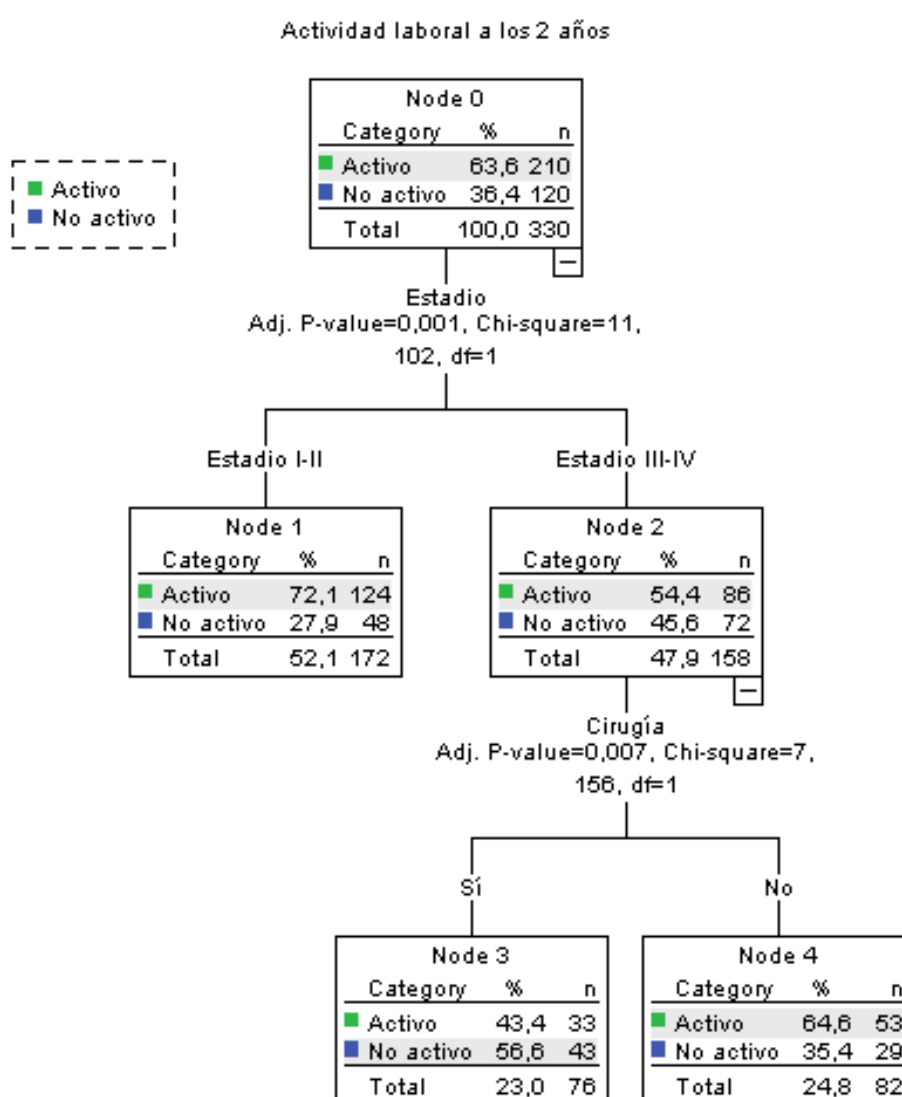 Actividad laboral a los 2 años
Node 0
Category % n
Activo 63,6 210
No activo 36,4 120
Total 100,0 330
Activo
No activo
Estadio
Adj. P-value=0,001, Chi-square=11,
102, df=1
Estadio I-II
Estadio III-IV
Node 1
Category % n
Activo 72,1 124
No activo 27,9 48
Total 52,1 172
Node 2
Category % n
Activo 54,4 86
No activo 45,6 72
Total 47,9 158
Cirugía
Adj. P-value=0,007, Chi-square=7,
156, df=1
Sí
No
Node 3
Category % n
Activo 43,4 33
No activo 56,6 43
Total 23,0 76
Node 4
Category % n
Activo 64,6 53
No activo 35,4 29
Total 24,8 82